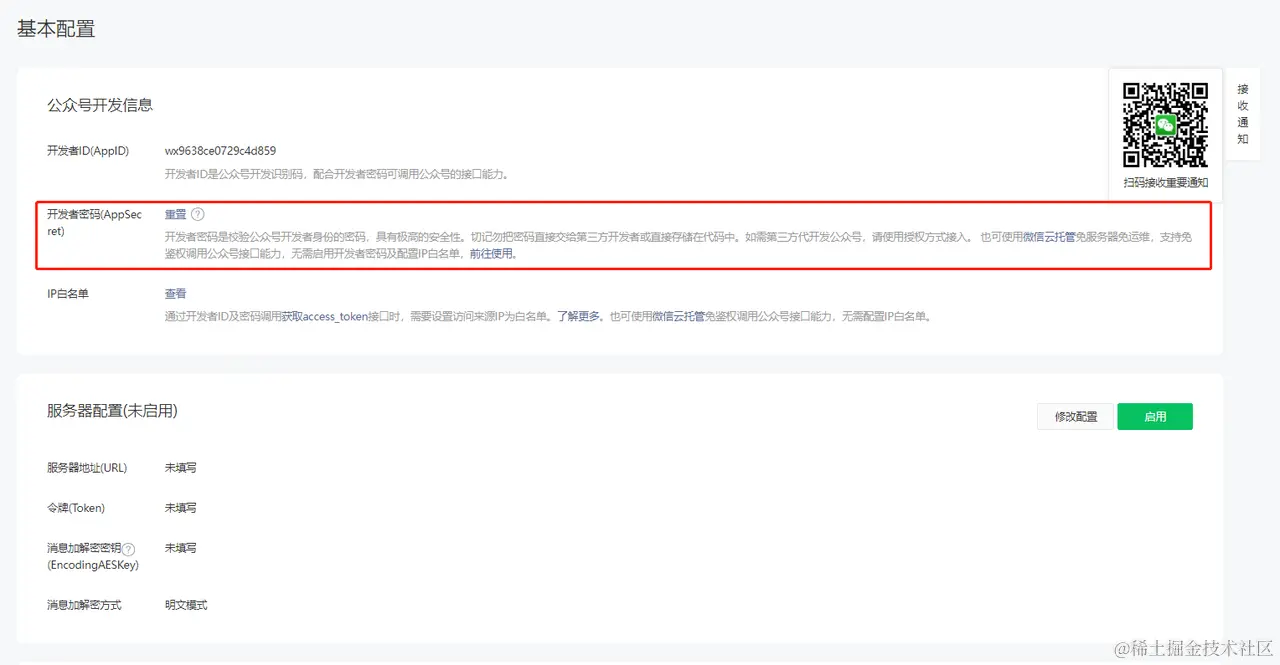 基本配置
公众号开发信息
开发者ID(AppID)
wx9638ce0729c4d859
开发者ID是公众号开发识别码，配合开发者密码可调用公众号的接口能力。
扫码接收重要通知
接
收
通
知
开发者密码(AppSec
ret)
重置 ?
开发者密码是校验公众号开发者身份的密码，具有极高的安全性。切记勿把密码直接交给第三方开发者或直接存储在代码中。如需第三方代开发公众号，请使用授权方式接入。 也可使用微信云托管免服务器免运维，支持免
鉴权调用公众号接口能力，无需启用开发者密码及配置IP白名单，前往使用。
IP白名单
查看
通过开发者ID及密码调用获取access_token接口时，需要设置访问来源IP为白名单。了解更多。也可使用微信云托管免鉴权调用公众号接口能力，无需配置IP白名单。
服务器配置(未启用)
修改配置
启用
服务器地址(URL)
未填写
令牌(Token)
未填写
消息加解密密钥?
(EncodingAESKey)
未填写
消息加解密方式
明文模式
@稀土掘金技术社区